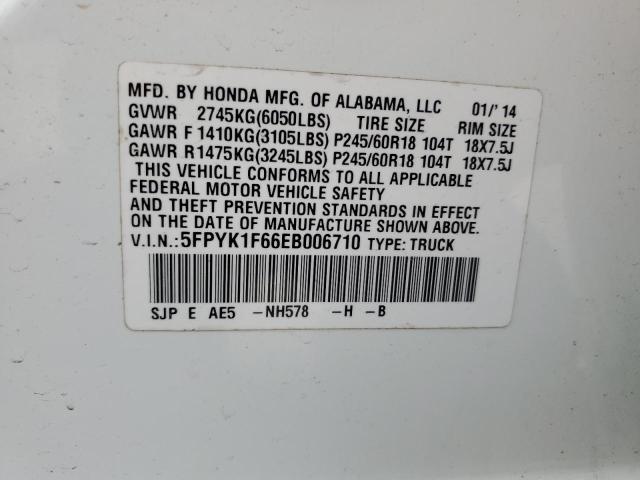 MFD. BY HONDA MFG. OF ALABAMA, LLC 01/'14
GVWR 2745KG(6050LBS) TIRE SIZE RIM SIZE
GAWR F 1410KG(3105LBS) P245/60R18 104T 18X7.5J
GAWR R1475KG(3245LBS) P245/60R18 104T 18X7.5J
THIS VEHICLE CONFORMS TO ALL APPLICABLE
FEDERAL MOTOR VEHICLE SAFETY
AND THEFT PREVENTION STANDARDS IN EFFECT
ON THE DATE OF MANUFACTURE SHOWN ABOVE.
V.I.N.:5FPYK1F66EB006710 TYPE: TRUCK
SJP E AE5 -NH578 -H -B